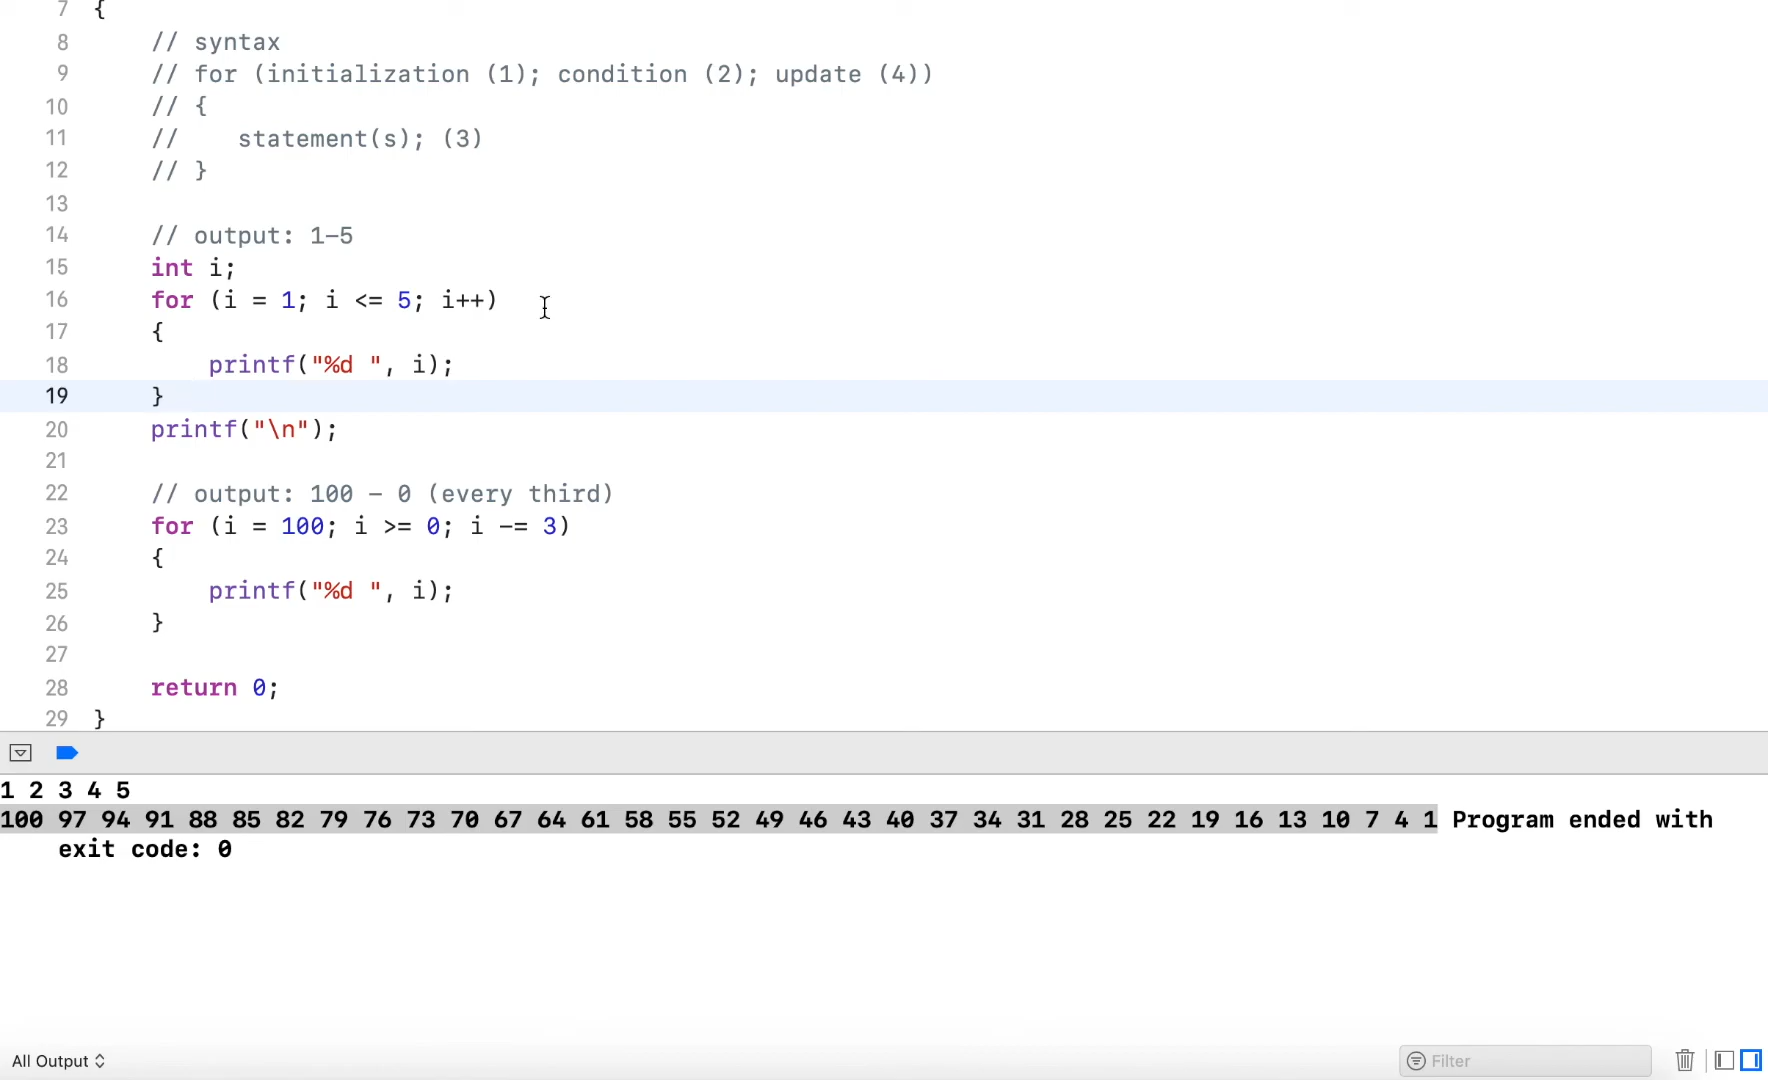 7 {
8 // syntax
9 // for (initialization (1); condition (2); update (4))
10 // {
11 //    statement(s); (3)
12 // }
13
14 // output: 1-5
15 int i;
16 for (i = 1; i <= 5; i++)
17 {
18     printf("%d ", i);
19 }
20 printf("\n");
21
22 // output: 100 - 0 (every third)
23 for (i = 100; i >= 0; i -= 3)
24 {
25     printf("%d ", i);
26 }
27
28 return 0;
29 }
1 2 3 4 5
100 97 94 91 88 85 82 79 76 73 70 67 64 61 58 55 52 49 46 43 40 37 34 31 28 25 22 19 16 13 10 7 4 1 Program ended with
exit code: 0
All Output
Filter